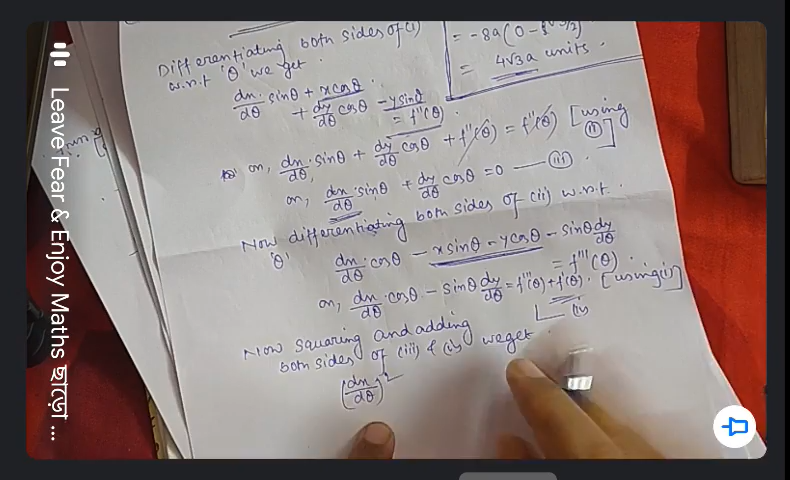 Differentiating both sides of (i)
w.r.t 'θ' we get
dx/dθ · sinθ + x cosθ
+ dy/dθ cosθ - y sinθ
= f''(θ)
or, dx/dθ · sinθ + dy/dθ cosθ + f''(θ) = f''(θ) [using (ii)]
or, dx/dθ · sinθ + dy/dθ cosθ = 0 — (iii)
Now differentiating both sides of (ii) w.r.t.
'θ' dx/dθ · cosθ - x sinθ - y cosθ - sinθ dy/dθ
= f'''(θ)
or, dx/dθ · cosθ - sinθ dy/dθ = f'''(θ) + f'(θ) · [using (i)]
(iv)
Now squaring and adding
both sides of (iii) & (iv) we get
(dx/dθ)²
= -8a(0 -
= 4√3a units ·
Leave Fear & Enjoy Maths ছাড়ো ...